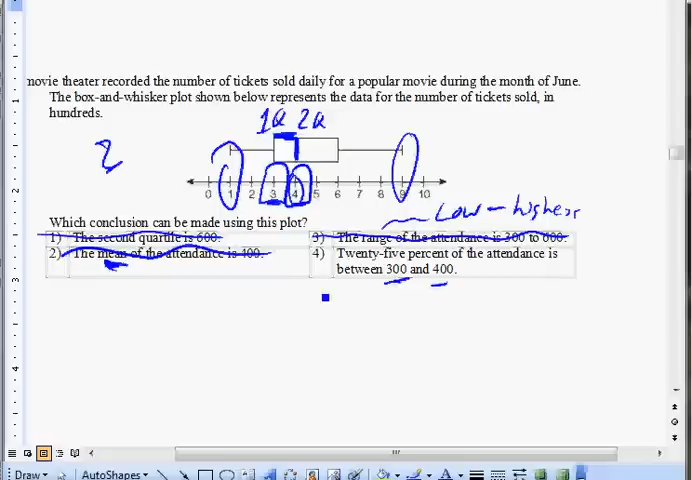 movie theater recorded the number of tickets sold daily for a popular movie during the month of June.
The box-and-whisker plot shown below represents the data for the number of tickets sold, in
hundreds.
1Q 2Q
2
0 1 2 3 4 5 6 7 8 9 10
Low - highest
Which conclusion can be made using this plot?
1) The second quartile is 600. 3) The range of the attendance is 300 to 600.
2) The mean of the attendance is 400. 4) Twenty-five percent of the attendance is
between 300 and 400.
Draw AutoShapes